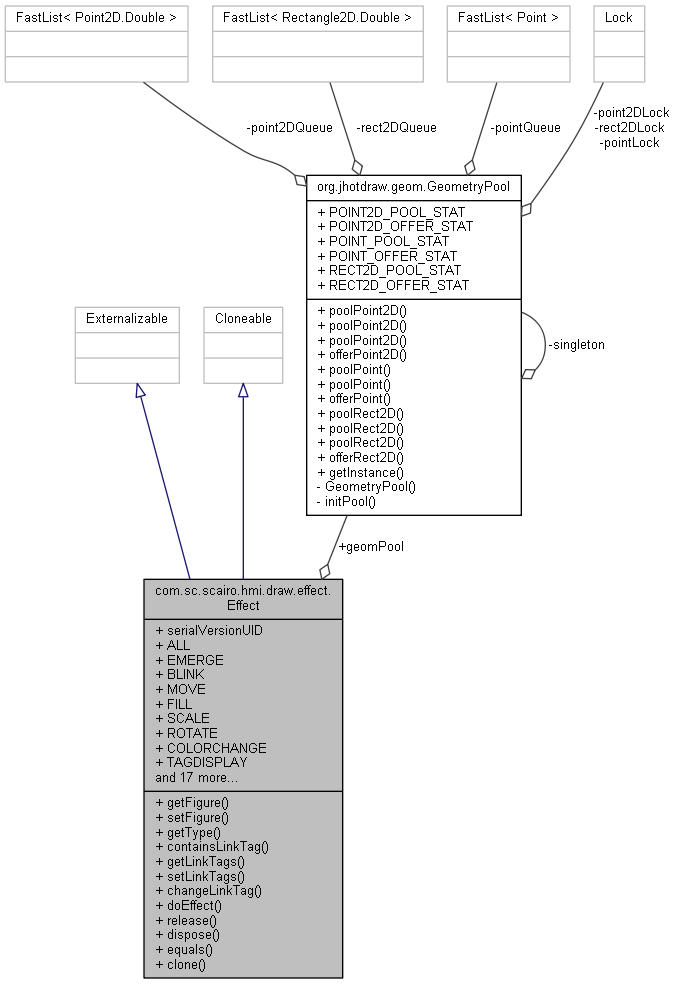 FastList< Point2D.Double >
FastList< Rectangle2D.Double >
FastList< Point >
Lock
-point2DQueue
-rect2DQueue
-pointQueue
-point2DLock
-rect2DLock
-pointLock
org.jhotdraw.geom.GeometryPool
+ POINT2D_POOL_STAT
+ POINT2D_OFFER_STAT
+ POINT_POOL_STAT
+ POINT_OFFER_STAT
+ RECT2D_POOL_STAT
+ RECT2D_OFFER_STAT
+ poolPoint2D()
+ poolPoint2D()
+ poolPoint2D()
+ offerPoint2D()
+ poolPoint()
+ poolPoint()
+ offerPoint()
+ poolRect2D()
+ poolRect2D()
+ poolRect2D()
+ offerRect2D()
+ getInstance()
- GeometryPool()
- initPool()
-singleton
Externalizable
Cloneable
+geomPool
com.sc.scairo.hmi.draw.effect.
Effect
+ serialVersionUID
+ ALL
+ EMERGE
+ BLINK
+ MOVE
+ FILL
+ SCALE
+ ROTATE
+ COLORCHANGE
+ TAGDISPLAY
and 17 more...
+ getFigure()
+ setFigure()
+ getType()
+ containsLinkTag()
+ getLinkTags()
+ setLinkTags()
+ changeLinkTag()
+ doEffect()
+ release()
+ dispose()
+ equals()
+ clone()